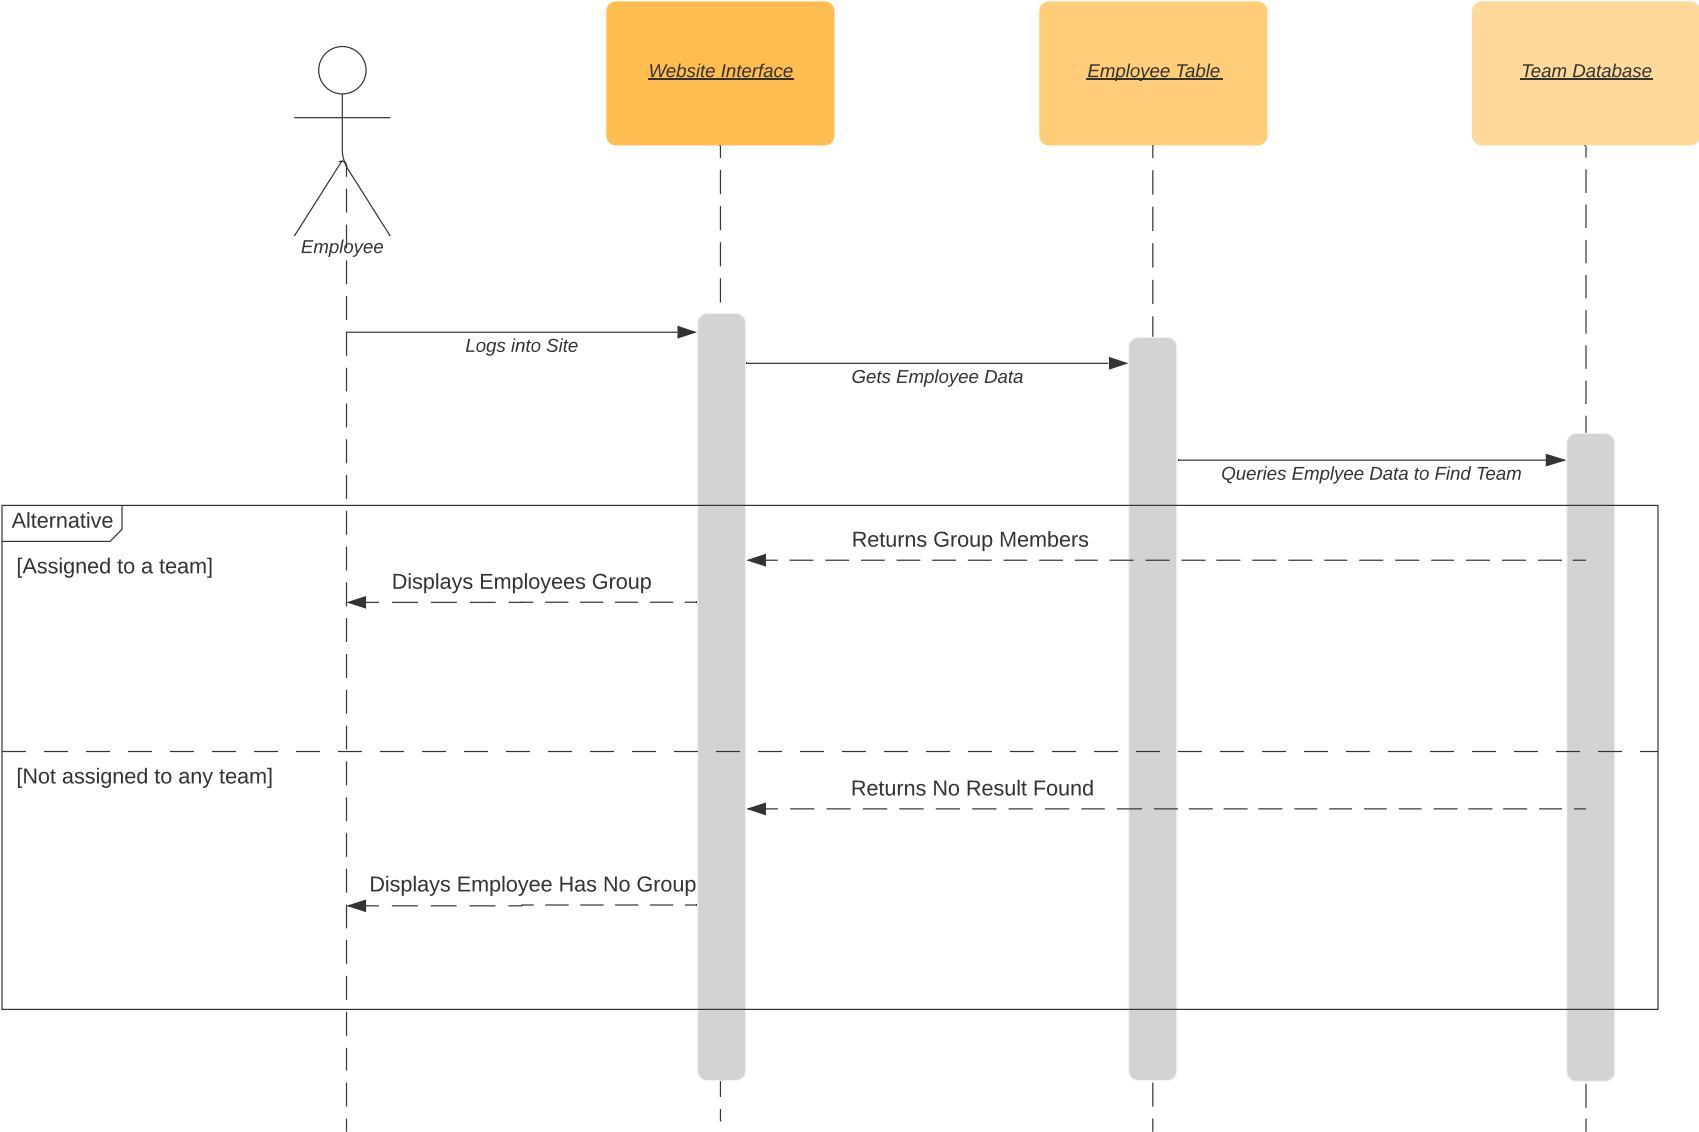 Website Interface
Employee Table
Team Database
Employee
Logs into Site
Gets Employee Data
Queries Emplyee Data to Find Team
Alternative
Returns Group Members
[Assigned to a team]
Displays Employees Group
[Not assigned to any team]
Returns No Result Found
Displays Employee Has No Group